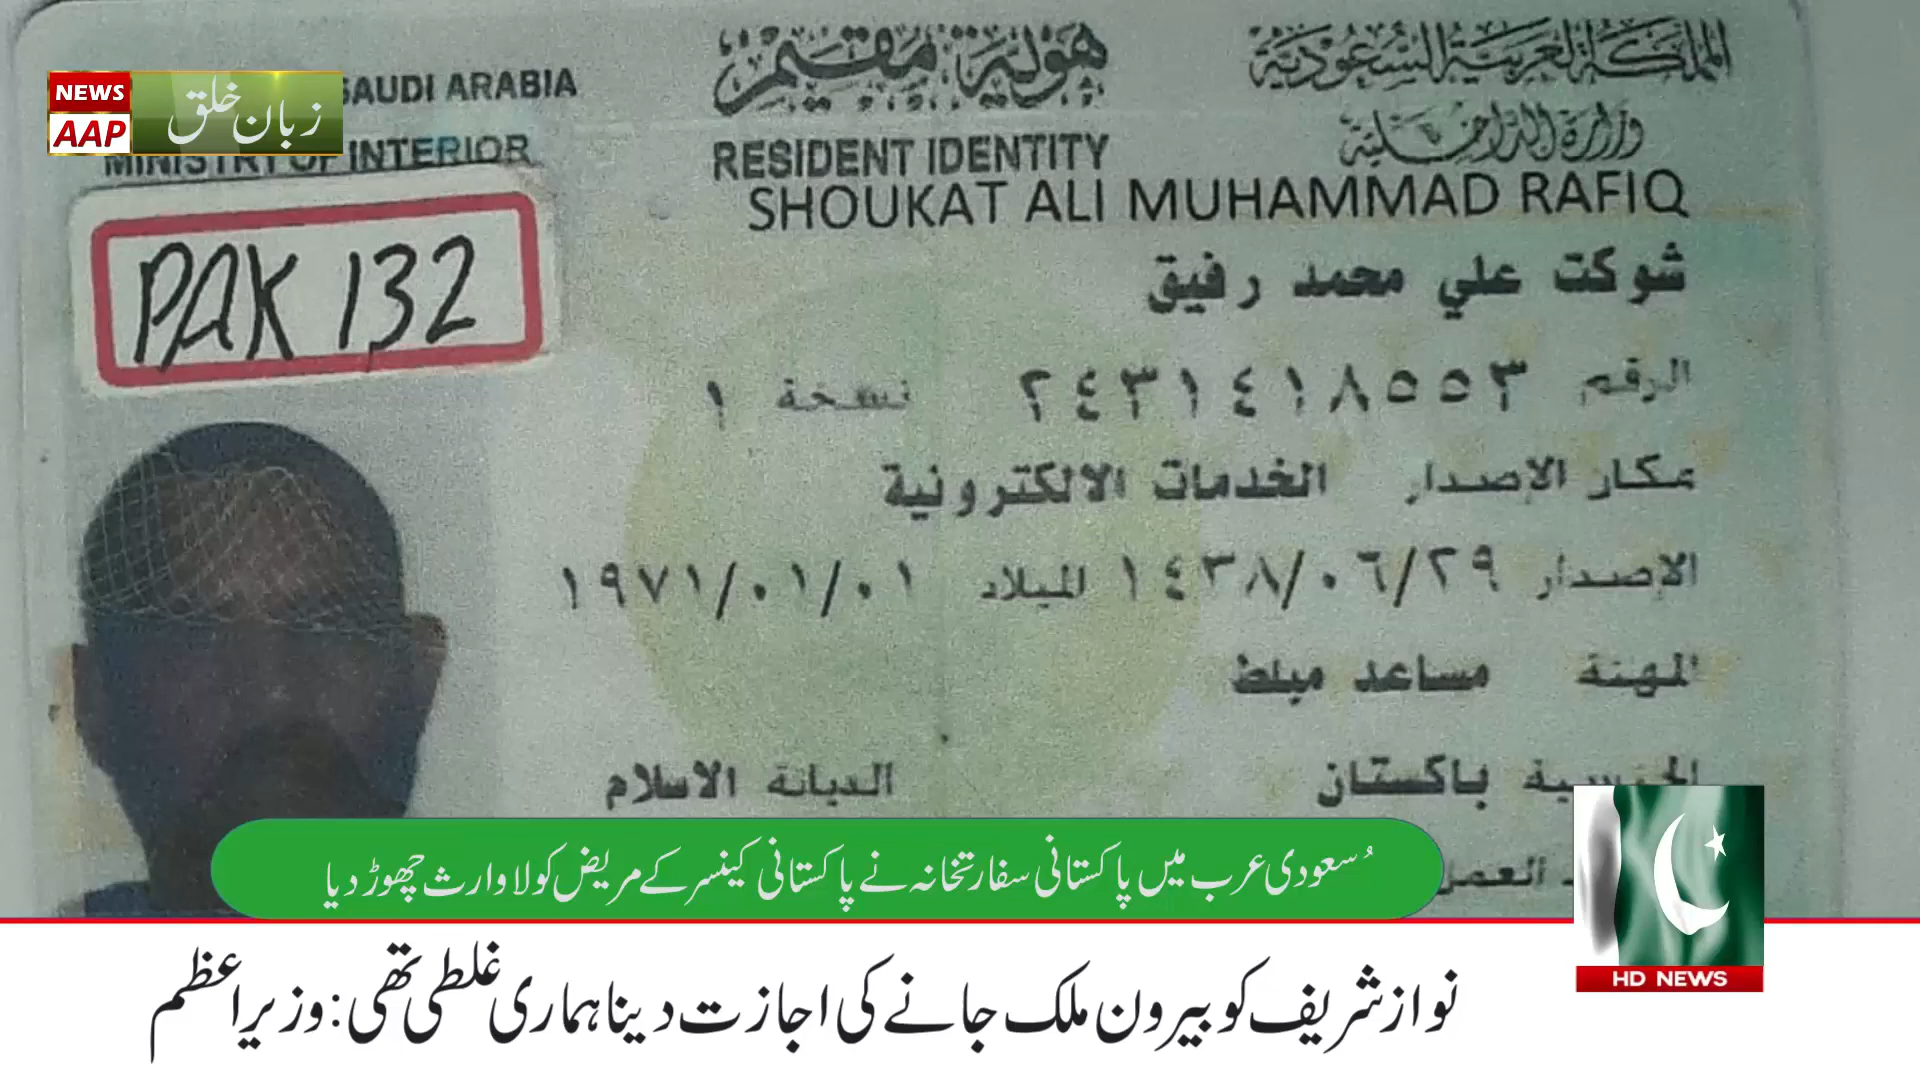 NEWS
AAP
زبان خلق
SAUDI ARABIA
MINISTRY OF INTERIOR
هوية مقيم
RESIDENT IDENTITY
المملكة العربية السعودية
وزارة الداخلية
SHOUKAT ALI MUHAMMAD RAFIQ
PAK 132
شوكت علي محمد رفيق
الرقم ٢٤٣١٤١٨٥٥٣ نسخة ١
مكان الإصدار الخدمات الالكترونية
الإصدار ١٤٣٨/٠٦/٢٩ الميلاد ١٩٧١/٠١/٠١
المهنة مساعد مبلط
الجنسية باكستان الديانة الاسلام
العمل
سعودی عرب میں پاکستانی سفارتخانہ نے پاکستانی کینسر کے مریض کو لاوارث چھوڑ دیا
نواز شریف کو بیرون ملک جانے کی اجازت دینا ہماری غلطی تھی: وزیراعظم
HD NEWS